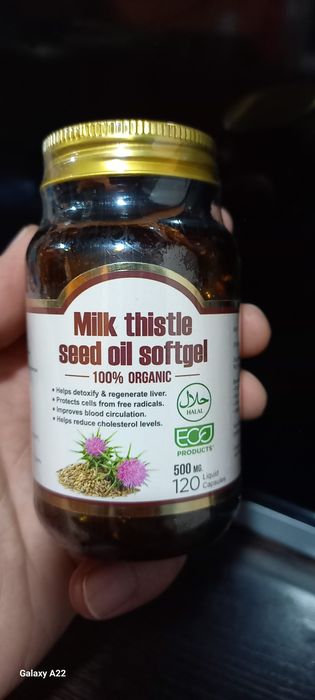 Milk thistle
seed oil softgel
100% ORGANIC
• Helps detoxify & regenerate liver.
• Protects cells from free radicals.
• Improves blood circulation.
• Helps reduce cholesterol levels.
حلال
HALAL
ECO
PRODUCTS
500 MG.
120 Liquid
Capsules
Galaxy A22